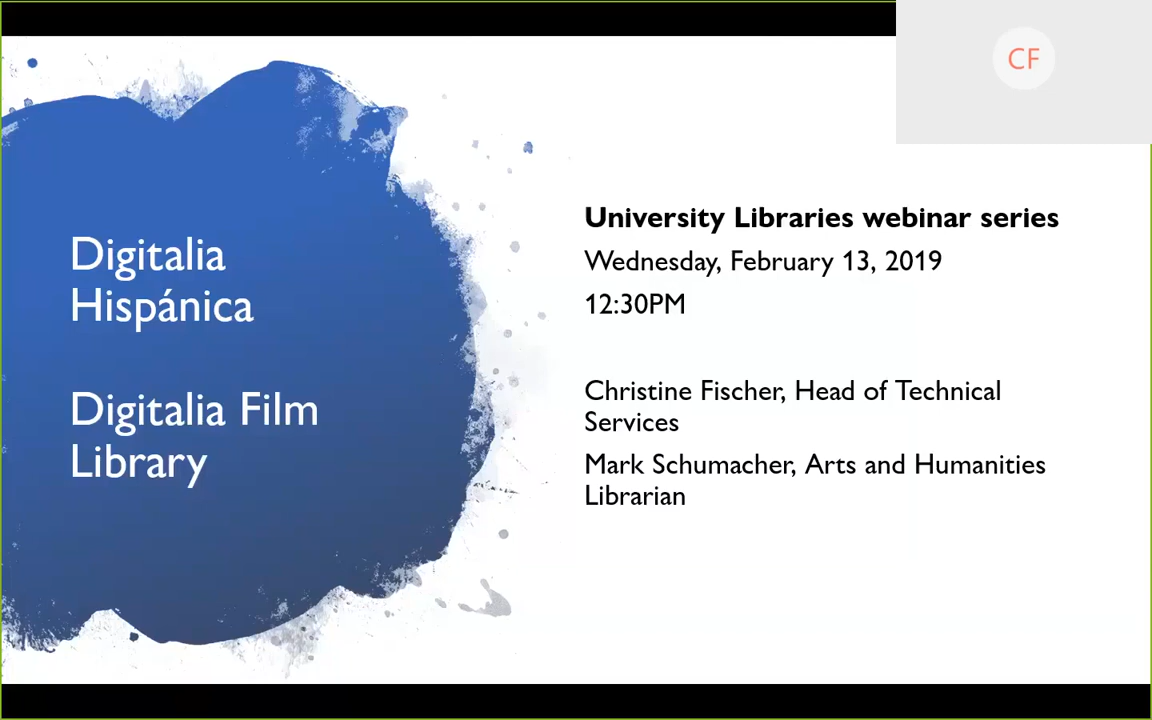 Digitalia
Hispánica
Digitalia Film
Library
CF
University Libraries webinar series
Wednesday, February 13, 2019
12:30PM
Christine Fischer, Head of Technical
Services
Mark Schumacher, Arts and Humanities
Librarian